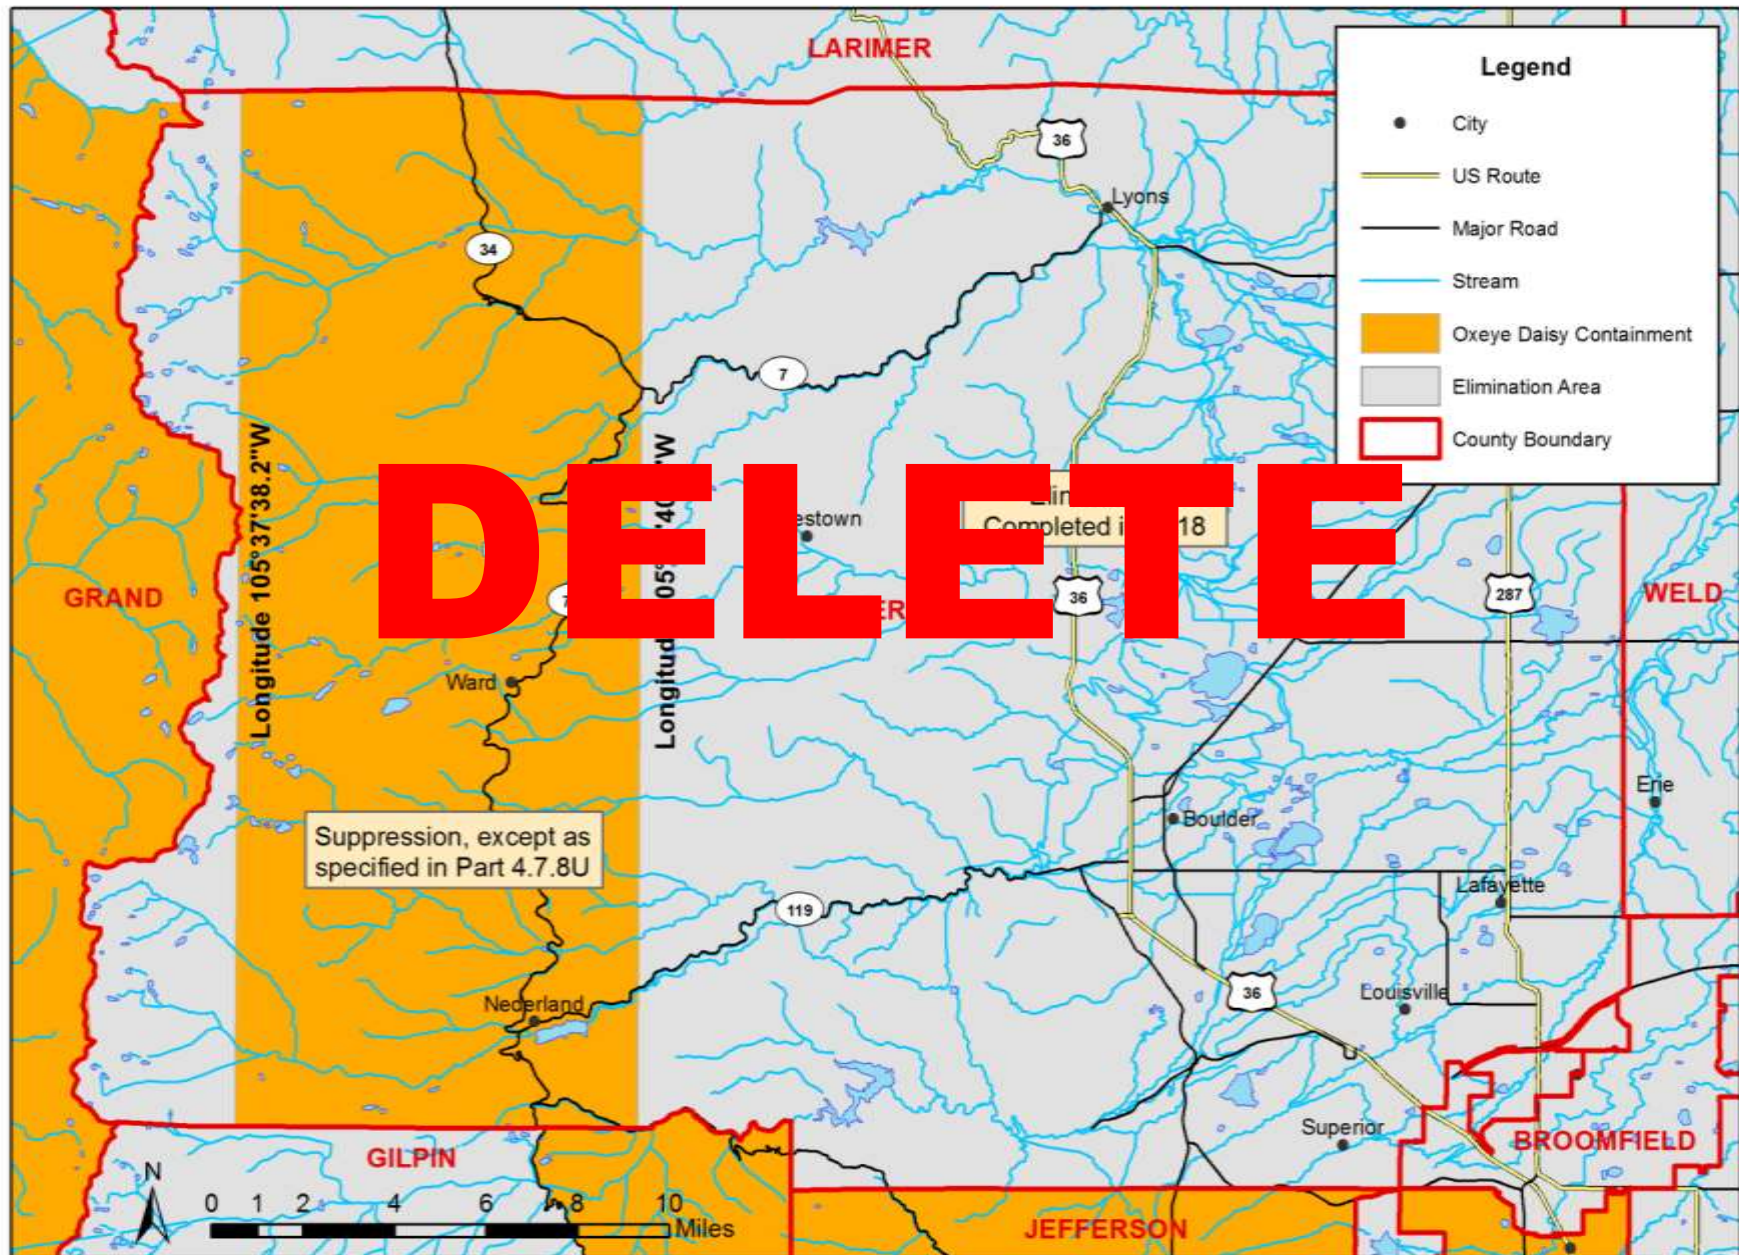 LARIMER
Legend
City
US Route
Major Road
Stream
Oxeye Daisy Containment
Elimination Area
County Boundary
36
Lyons
34
7
Longitude 105°37'38.2"W
DELETE
Completed
18
36
287
GRAND
WELD
Longitud
Ward
Erie
Boulder
Suppression, except as
specified in Part 4.7.8U
Lafayette
119
36
Louisville
Nederland
Superior
BROOMFIELD
GILPIN
N
0 1 2 4 6 8 10
Miles
JEFFERSON